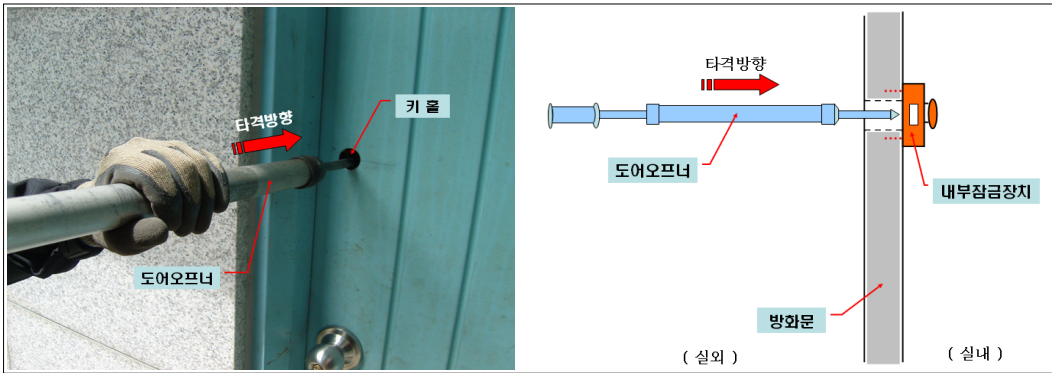 타격방향
키 홀
도어오프너
타격방향
도어오프너
내부잠금장치
방화문
( 실외 )
( 실내 )